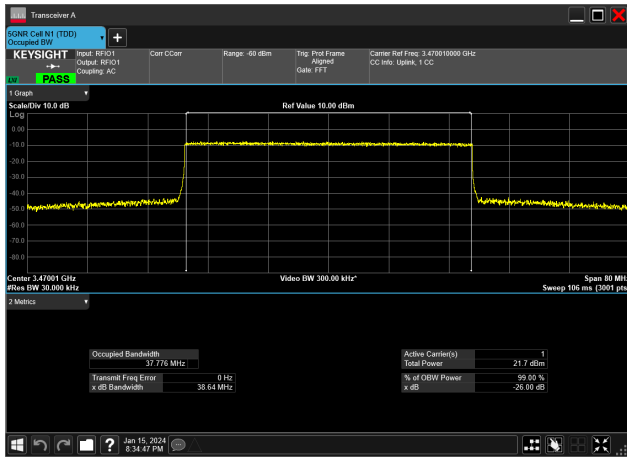 Transceiver A
5GNR Cell N1 (TDD)
Occupied BW
KEYSIGHT
LXI
PASS
Input: RFIO1
Output: RFIO1
Coupling: AC
Corr CCorr
Range: -60 dBm
Trig: Prot Frame
Aligned
Gate: FFT
Carrier Ref Freq: 3.470010000 GHz
CC Info: Uplink, 1 CC
1 Graph
Scale/Div 10.0 dB
Ref Value 10.00 dBm
Log
0.00
-10.0
-20.0
-30.0
-40.0
-50.0
-60.0
-70.0
-80.0
Center 3.47001 GHz
Video BW 300.00 kHz*
Span 80 MHz
#Res BW 30.000 kHz
Sweep 106 ms (3001 pts
2 Metrics
Occupied Bandwidth
37.776 MHz
Transmit Freq Error 0 Hz
x dB Bandwidth 38.64 MHz
Active Carrier(s) 1
Total Power 21.7 dBm
% of OBW Power 99.00 %
x dB -26.00 dB
Jan 15, 2024
8:34:47 PM